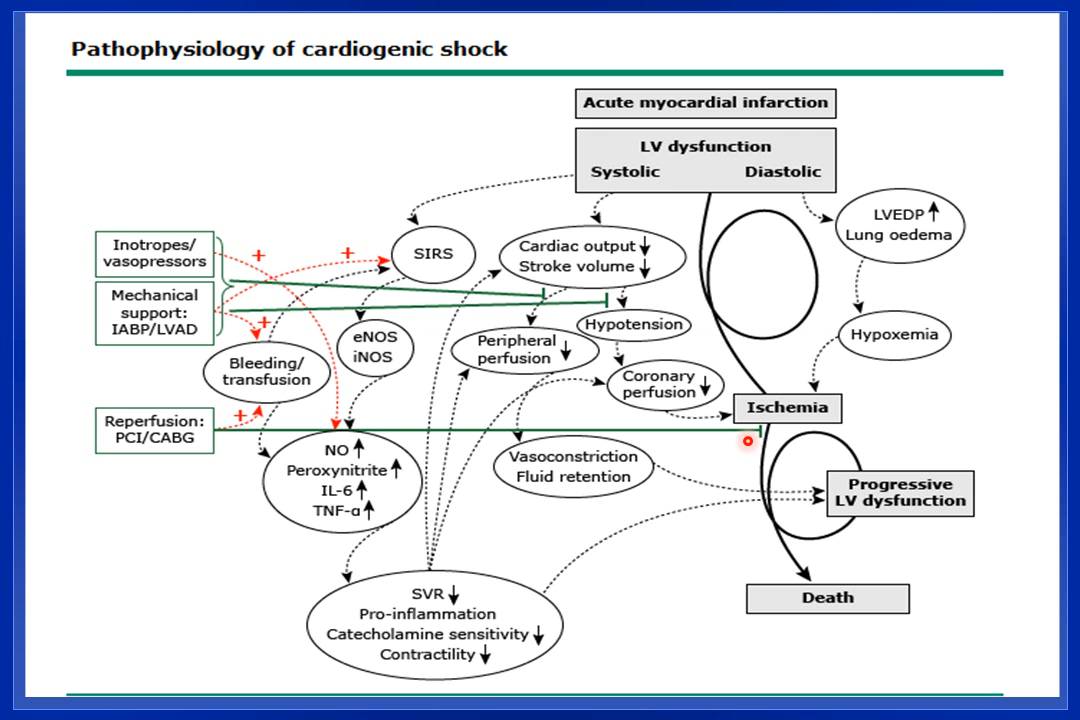 Pathophysiology of cardiogenic shock
Acute myocardial infarction
LV dysfunction
Systolic Diastolic
LVEDP
Lung oedema
SIRS
Cardiac output
Stroke volume
Inotropes/
vasopressors
+
+
Mechanical
support:
IABP/LVAD
+
Hypotension
Hypoxemia
eNOS
iNOS
Peripheral
perfusion
Bleeding/
transfusion
Coronary
perfusion
Ischemia
Reperfusion:
PCI/CABG
+
NO
Peroxynitrite
IL-6
TNF-α
Vasoconstriction
Fluid retention
Progressive
LV dysfunction
SVR
Pro-inflammation
Catecholamine sensitivity
Contractility
Death